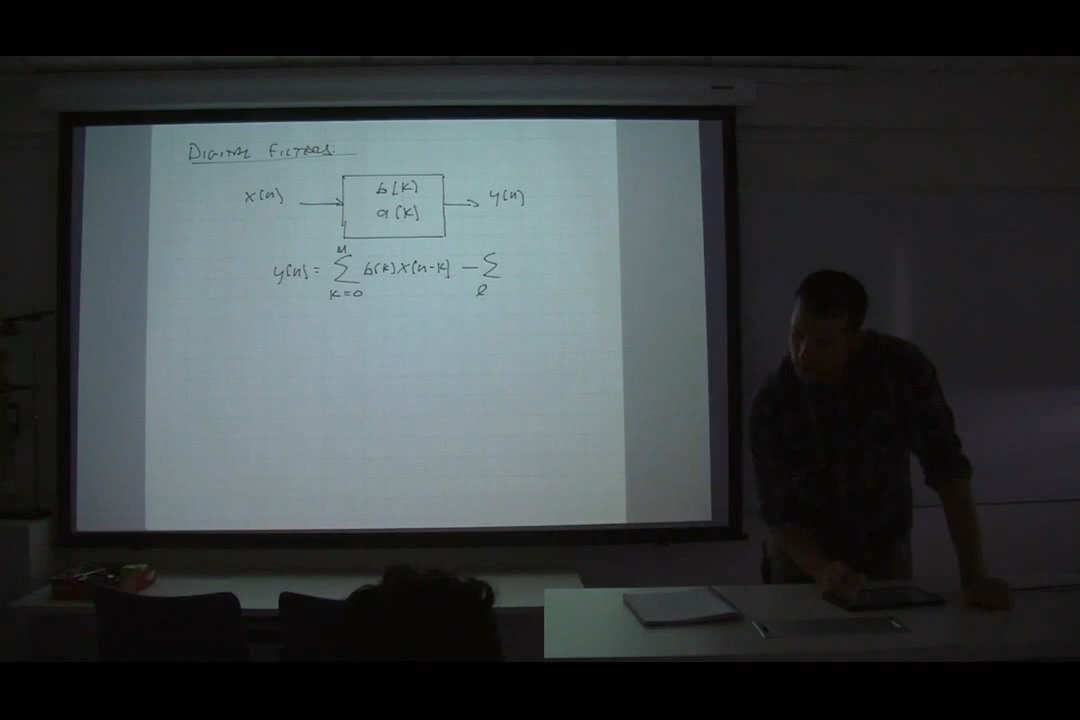 DIGITAL FILTERS.
x[n] b[k] y[n]
a[k]
M
y[n] = ∑ b[k] x[n-k] - ∑
k=0 l